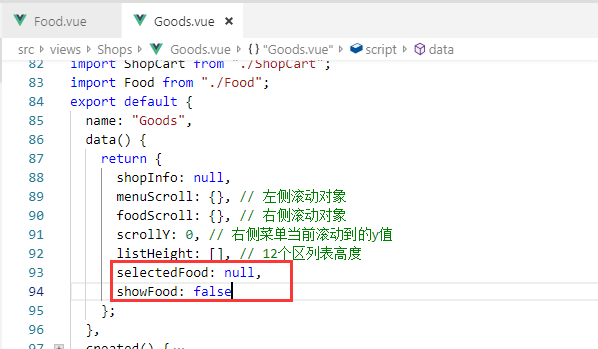 Food.vue Goods.vue ×
src > views > Shops > Goods.vue > {} "Goods.vue" > script > data
82 import ShopCart from "./ShopCart";
83 import Food from "./Food";
84 export default {
85 name: "Goods",
86 data() {
87 return {
88 shopInfo: null,
89 menuScroll: {}, // 左侧滚动对象
90 foodScroll: {}, // 右侧滚动对象
91 scrollY: 0, // 右侧菜单当前滚动到的y值
92 listHeight: [], // 12个区列表高度
93 selectedFood: null,
94 showFood: false
95 };
96 },
97 created() {…